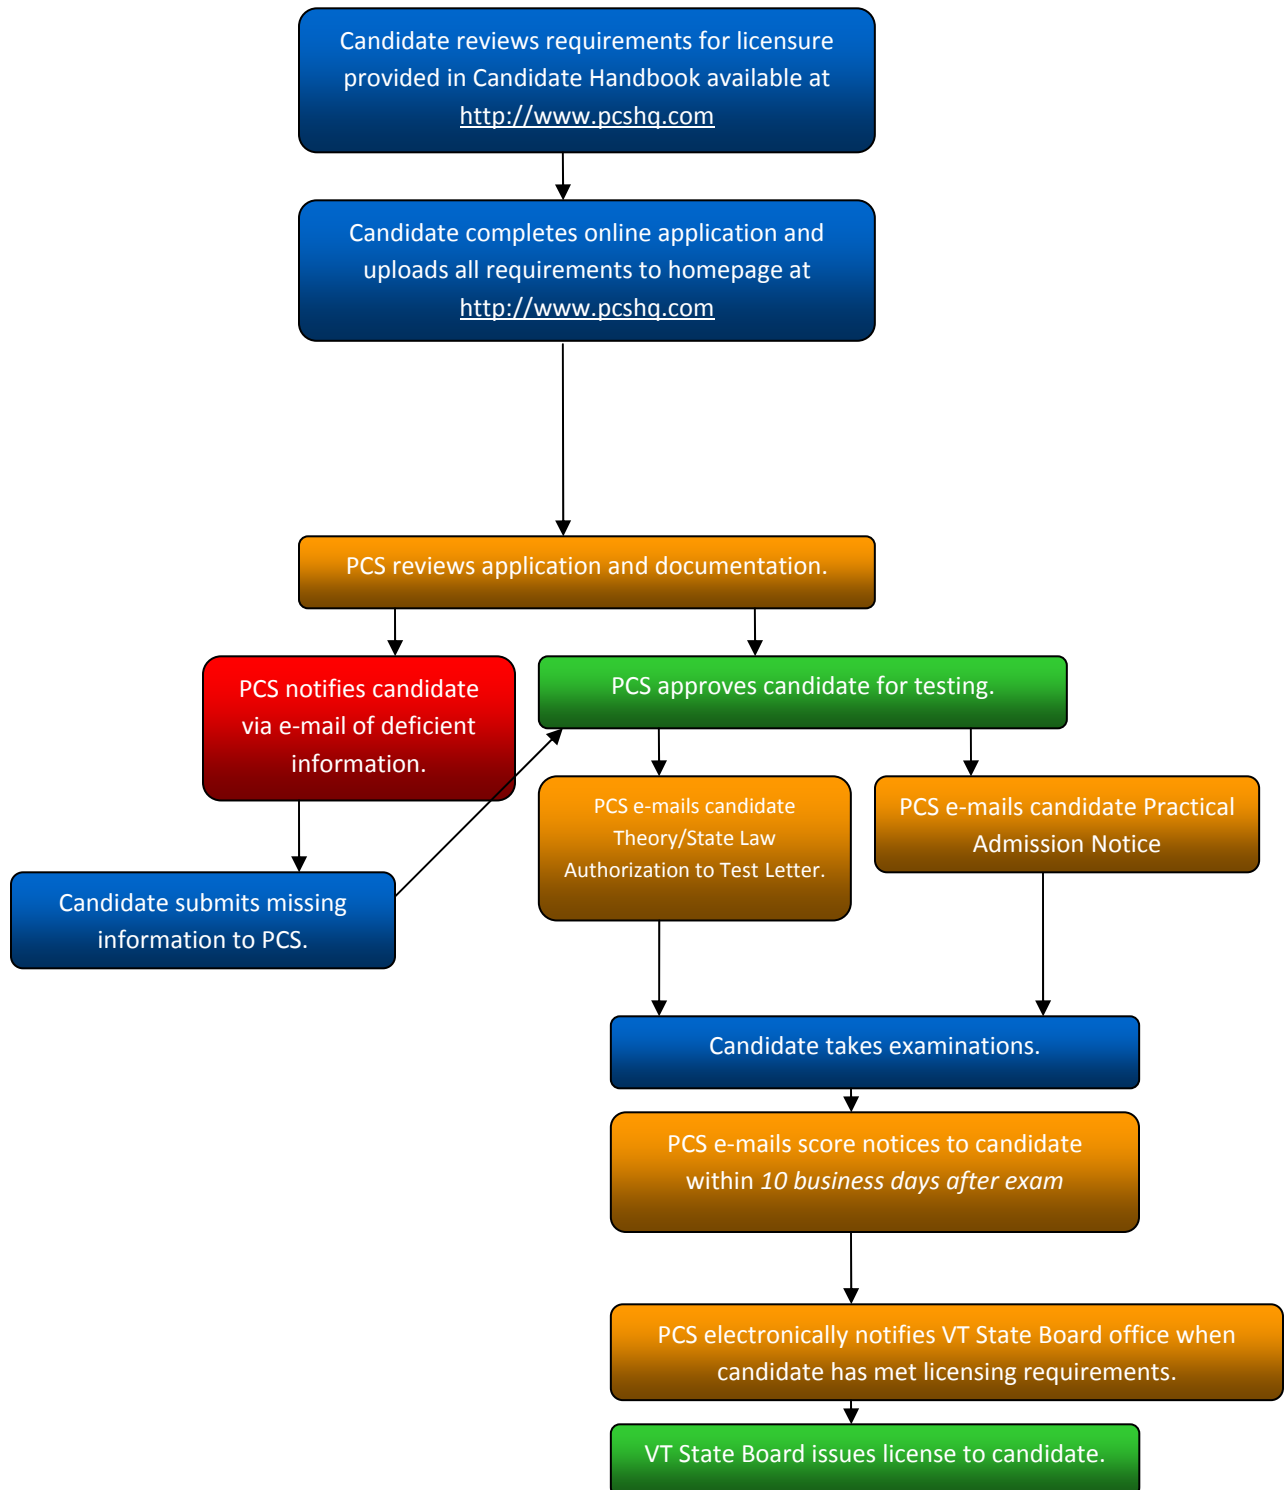 Candidate reviews requirements for licensure
provided in Candidate Handbook available at
http://www.pcshq.com
Candidate completes online application and
uploads all requirements to homepage at
http://www.pcshq.com
PCS reviews application and documentation.
PCS notifies candidate
via e-mail of deficient
information.
PCS approves candidate for testing.
PCS e-mails candidate
Theory/State Law
Authorization to Test Letter.
PCS e-mails candidate Practical
Admission Notice
Candidate submits missing
information to PCS.
Candidate takes examinations.
PCS e-mails score notices to candidate
within 10 business days after exam
PCS electronically notifies VT State Board office when
candidate has met licensing requirements.
VT State Board issues license to candidate.